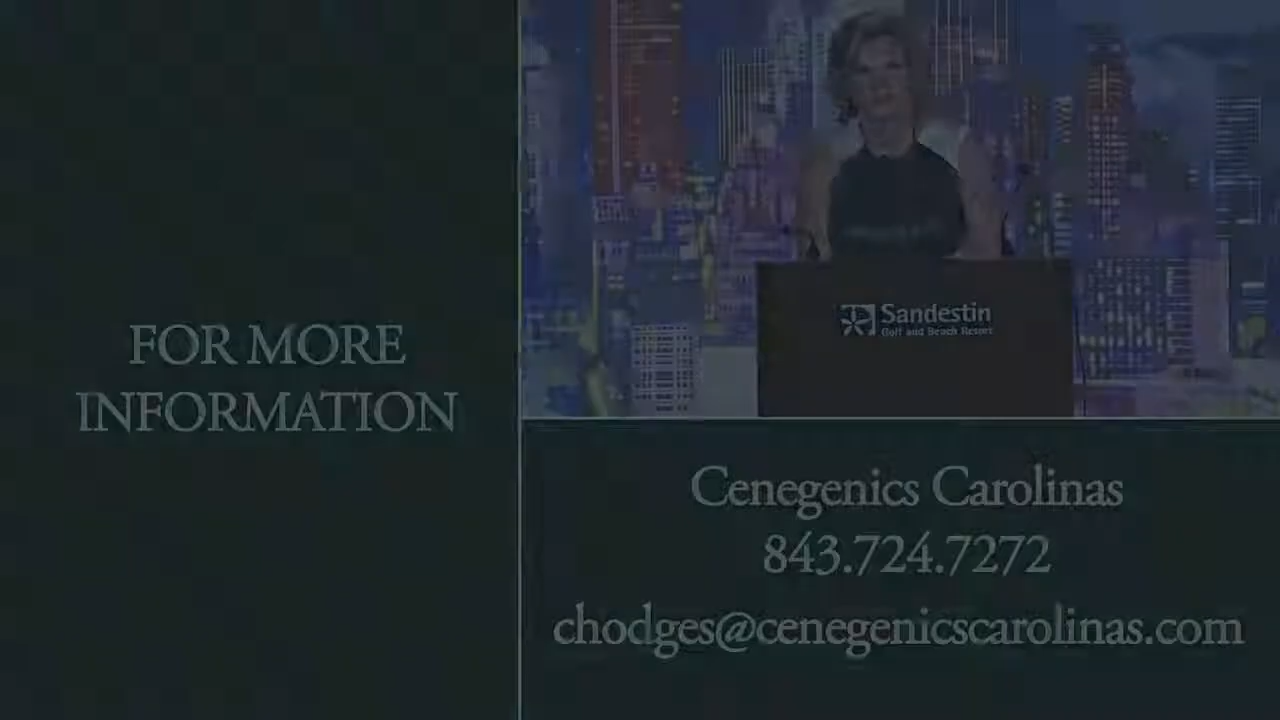 FOR MORE
INFORMATION
Sandestin
Golf and Beach Resort
Cenegenics Carolinas
843.724.7272
chodges@cenegenicscarolinas.com